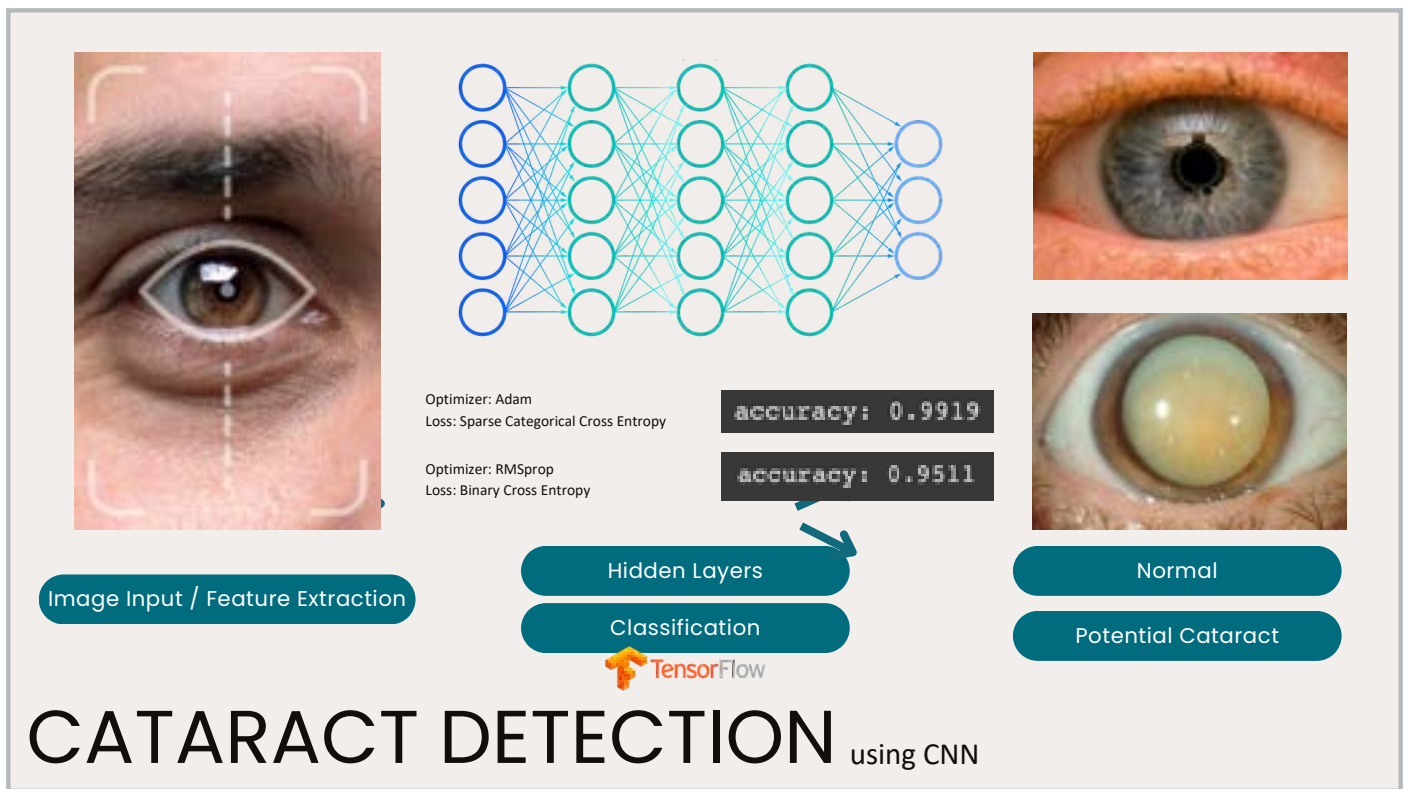 Optimizer: Adam
Loss: Sparse Categorical Cross Entropy
accuracy: 0.9919
Optimizer: RMSprop
Loss: Binary Cross Entropy
accuracy: 0.9511
Image Input / Feature Extraction
Hidden Layers
Classification
TensorFlow
Normal
Potential Cataract
CATARACT DETECTION using CNN